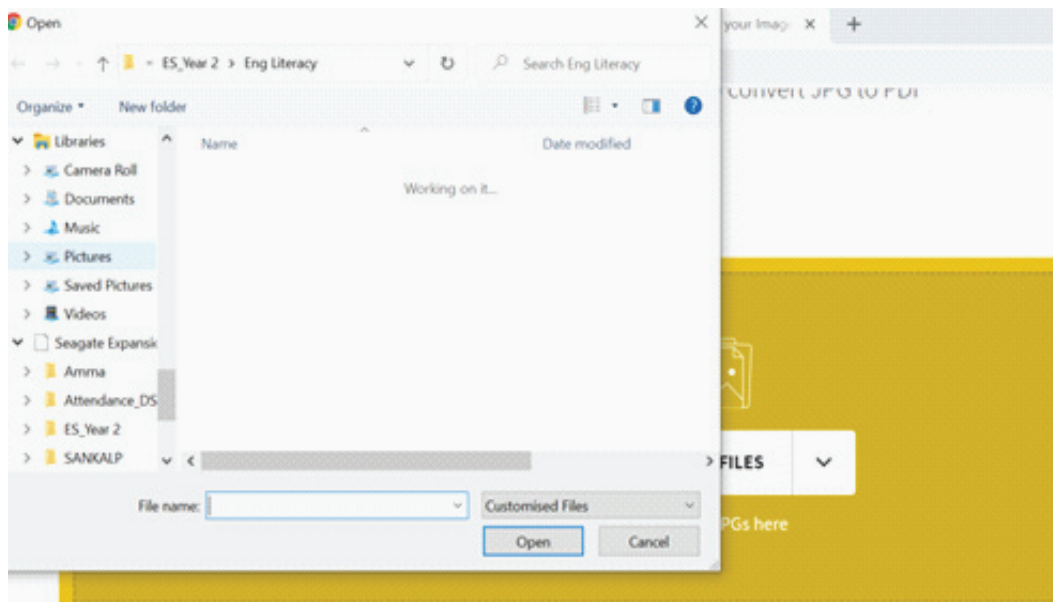 Open
your Imag
ES_Year 2 > Eng Literacy
Search Eng Literacy
convert JPG to PDF
Organize
New folder
Name
Date modified
Libraries
Camera Roll
Working on it...
Documents
Music
Pictures
Saved Pictures
Videos
Seagate Expansi
Amma
Attendance_DS
ES_Year 2
SANKALP
FILES
File name:
Customised Files
PGs here
Open
Cancel